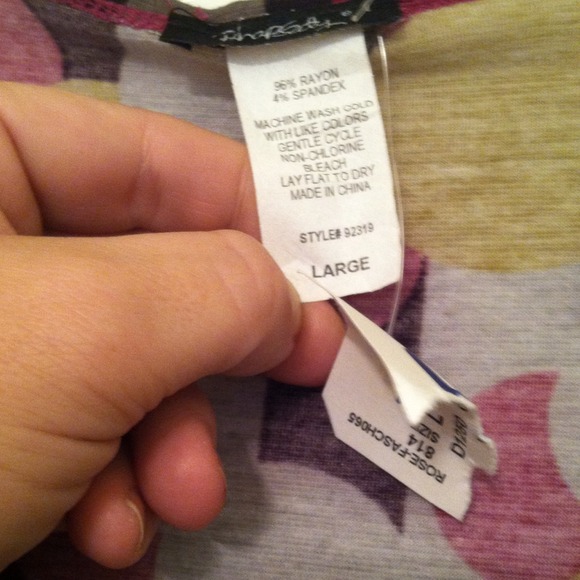 96% RAYON
4% SPANDEX
MACHINE WASH COLD
WITH LIKE COLORS
GENTLE CYCLE
NON-CHLORINE
BLEACH
LAY FLAT TO DRY
MADE IN CHINA
STYLE# 92319
LARGE
814
ROSE-FASCH065